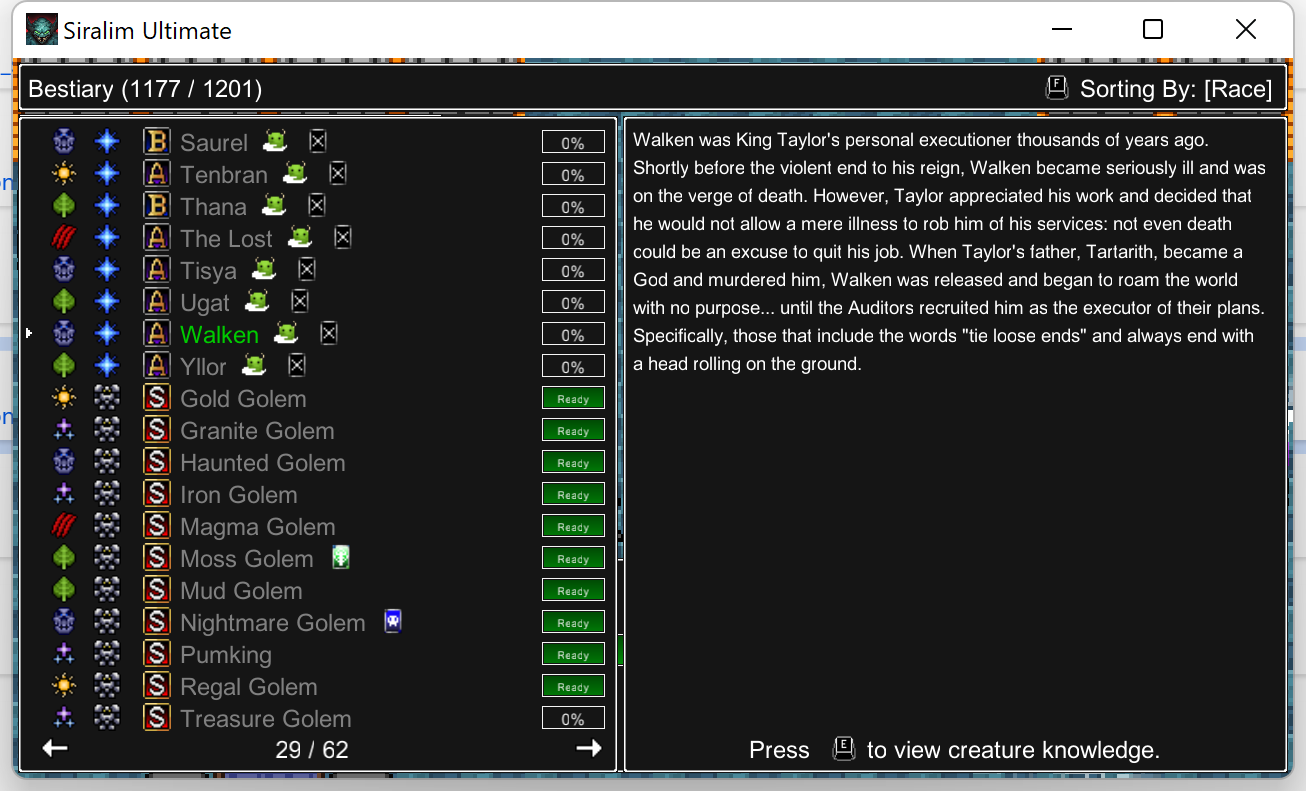 Siralim Ultimate
Bestiary (1177 / 1201)
F Sorting By: [Race]
B Saurel 0%
A Tenbran 0%
B Thana 0%
A The Lost 0%
A Tisya 0%
A Ugat 0%
A Walken 0%
A Yllor 0%
S Gold Golem Ready
S Granite Golem Ready
S Haunted Golem Ready
S Iron Golem Ready
S Magma Golem Ready
S Moss Golem Ready
S Mud Golem Ready
S Nightmare Golem Ready
S Pumking Ready
S Regal Golem Ready
S Treasure Golem 0%
29 / 62
Walken was King Taylor's personal executioner thousands of years ago.
Shortly before the violent end to his reign, Walken became seriously ill and was
on the verge of death. However, Taylor appreciated his work and decided that
he would not allow a mere illness to rob him of his services: not even death
could be an excuse to quit his job. When Taylor's father, Tartarith, became a
God and murdered him, Walken was released and began to roam the world
with no purpose... until the Auditors recruited him as the executor of their plans.
Specifically, those that include the words "tie loose ends" and always end with
a head rolling on the ground.
Press E to view creature knowledge.